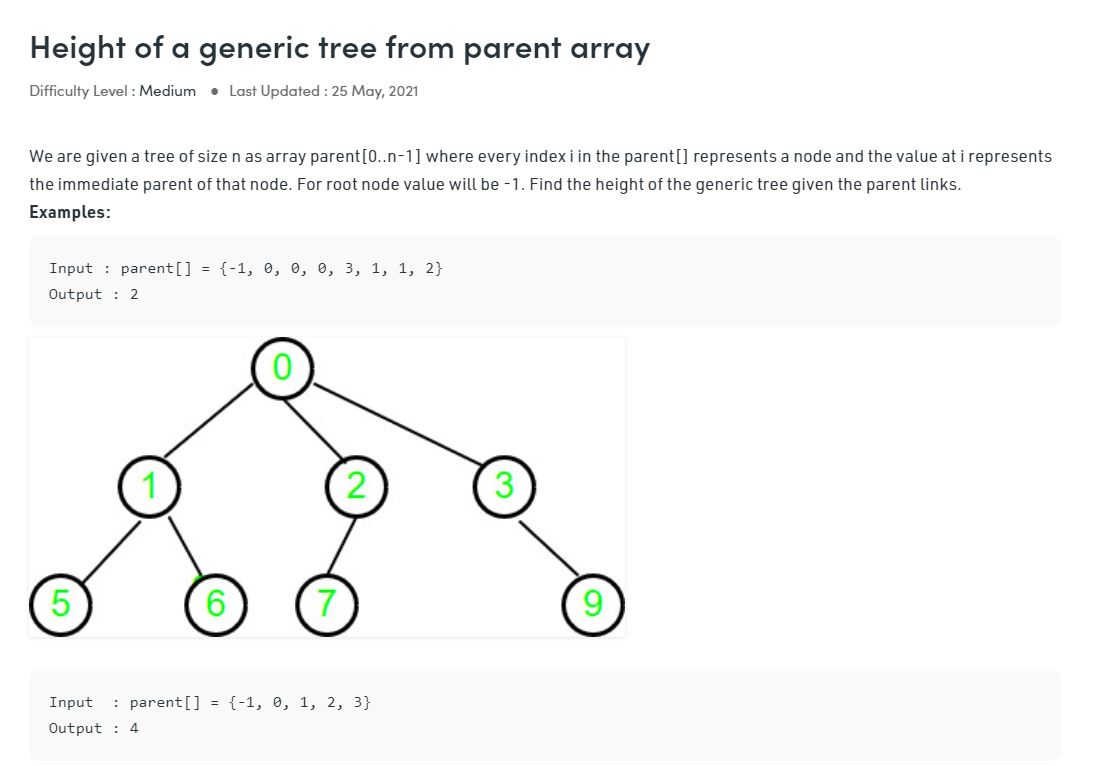 Height of a generic tree from parent array
Difficulty Level : Medium • Last Updated : 25 May, 2021
We are given a tree of size n as array parent[0..n-1] where every index i in the parent[] represents a node and the value at i represents
the immediate parent of that node. For root node value will be -1. Find the height of the generic tree given the parent links.
Examples:
Input : parent[] = {-1, 0, 0, 0, 3, 1, 1, 2}
Output : 2
0
1 2 3
5 6 7 9
Input  : parent[] = {-1, 0, 1, 2, 3}
Output : 4